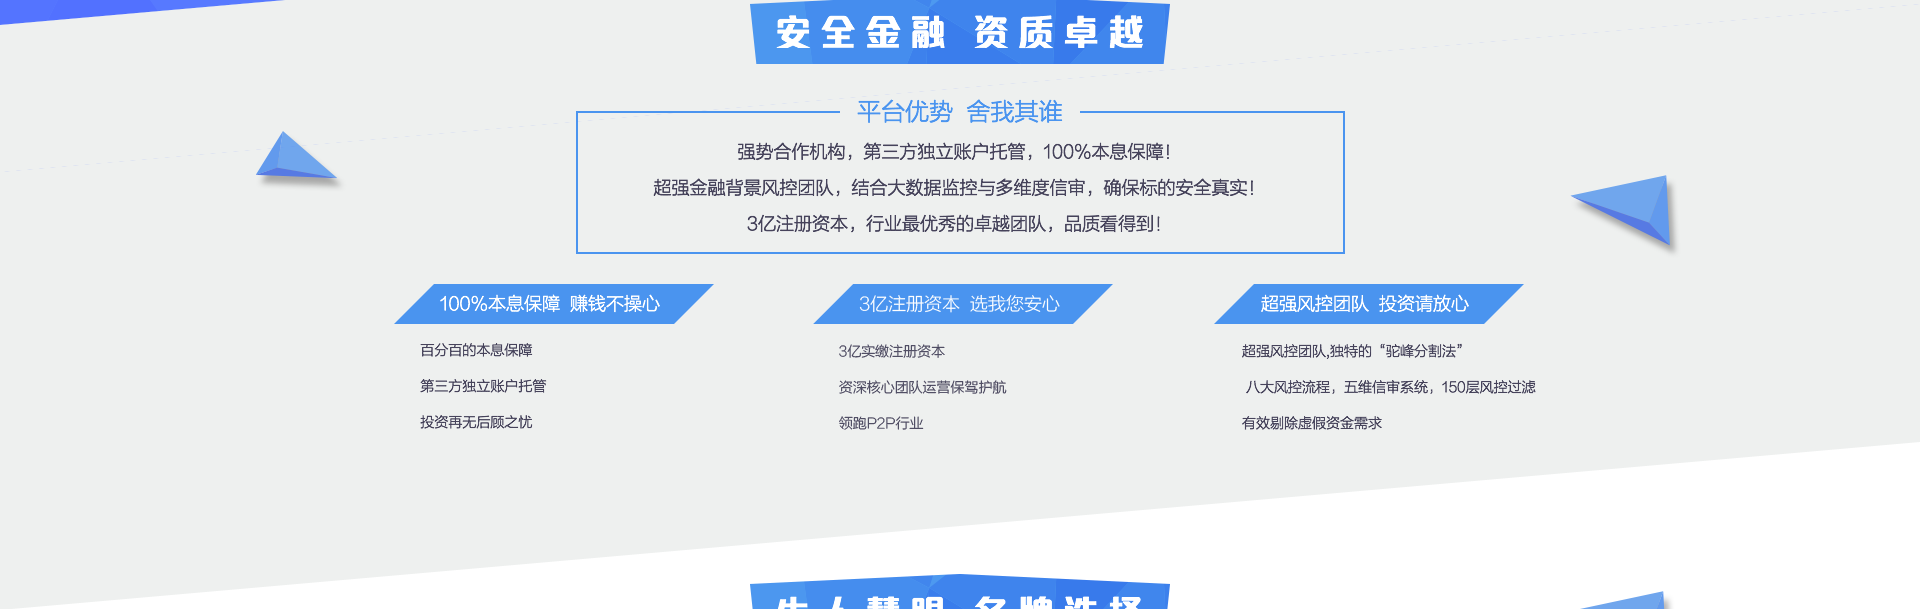 安全金融 资质卓越
平台优势 舍我其谁
强势合作机构，第三方独立账户托管，100%本息保障！
超强金融背景风控团队，结合大数据监控与多维度信审，确保标的安全真实！
3亿注册资本，行业最优秀的卓越团队，品质看得到！
100%本息保障 赚钱不操心
百分百的本息保障
第三方独立账户托管
投资再无后顾之忧
3亿注册资本 选我您安心
3亿实缴注册资本
资深核心团队运营保驾护航
领跑P2P行业
超强风控团队 投资请放心
超强风控团队,独特的“驼峰分割法”
八大风控流程，五维信审系统，150层风控过滤
有效剔除虚假资金需求